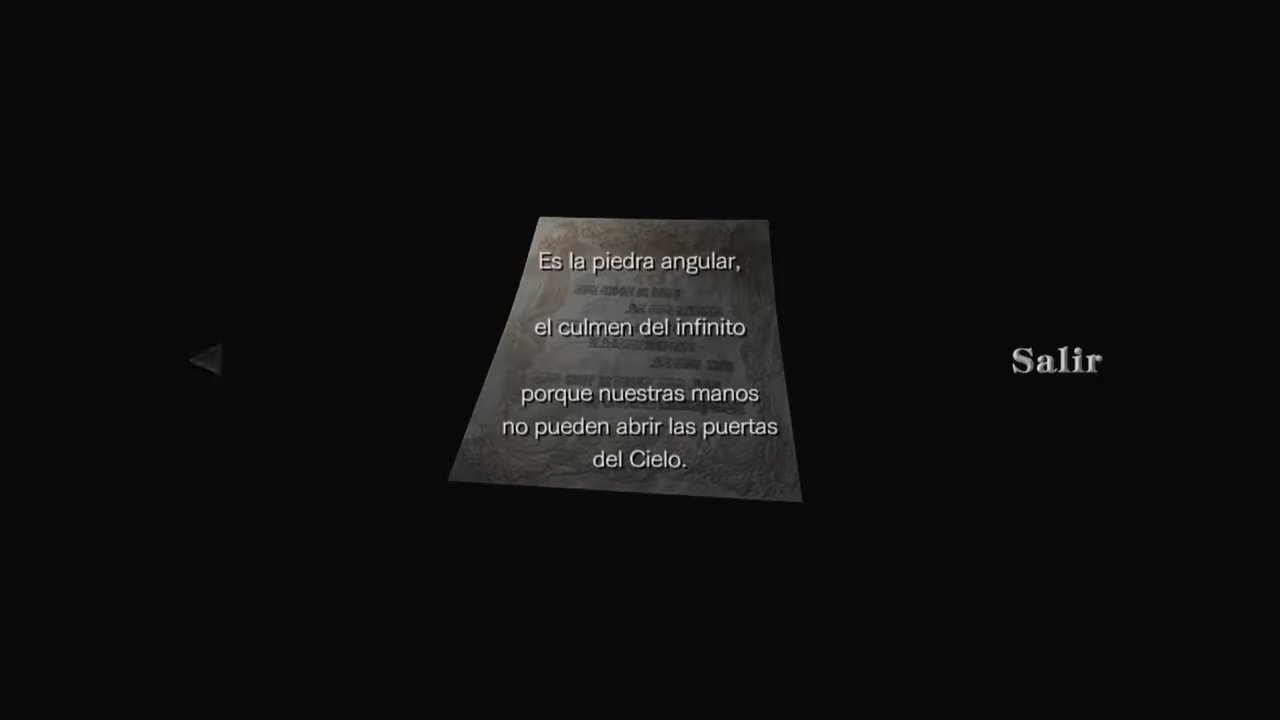 Es la piedra angular,
el culmen del infinito
porque nuestras manos
no pueden abrir las puertas
del Cielo.
Salir